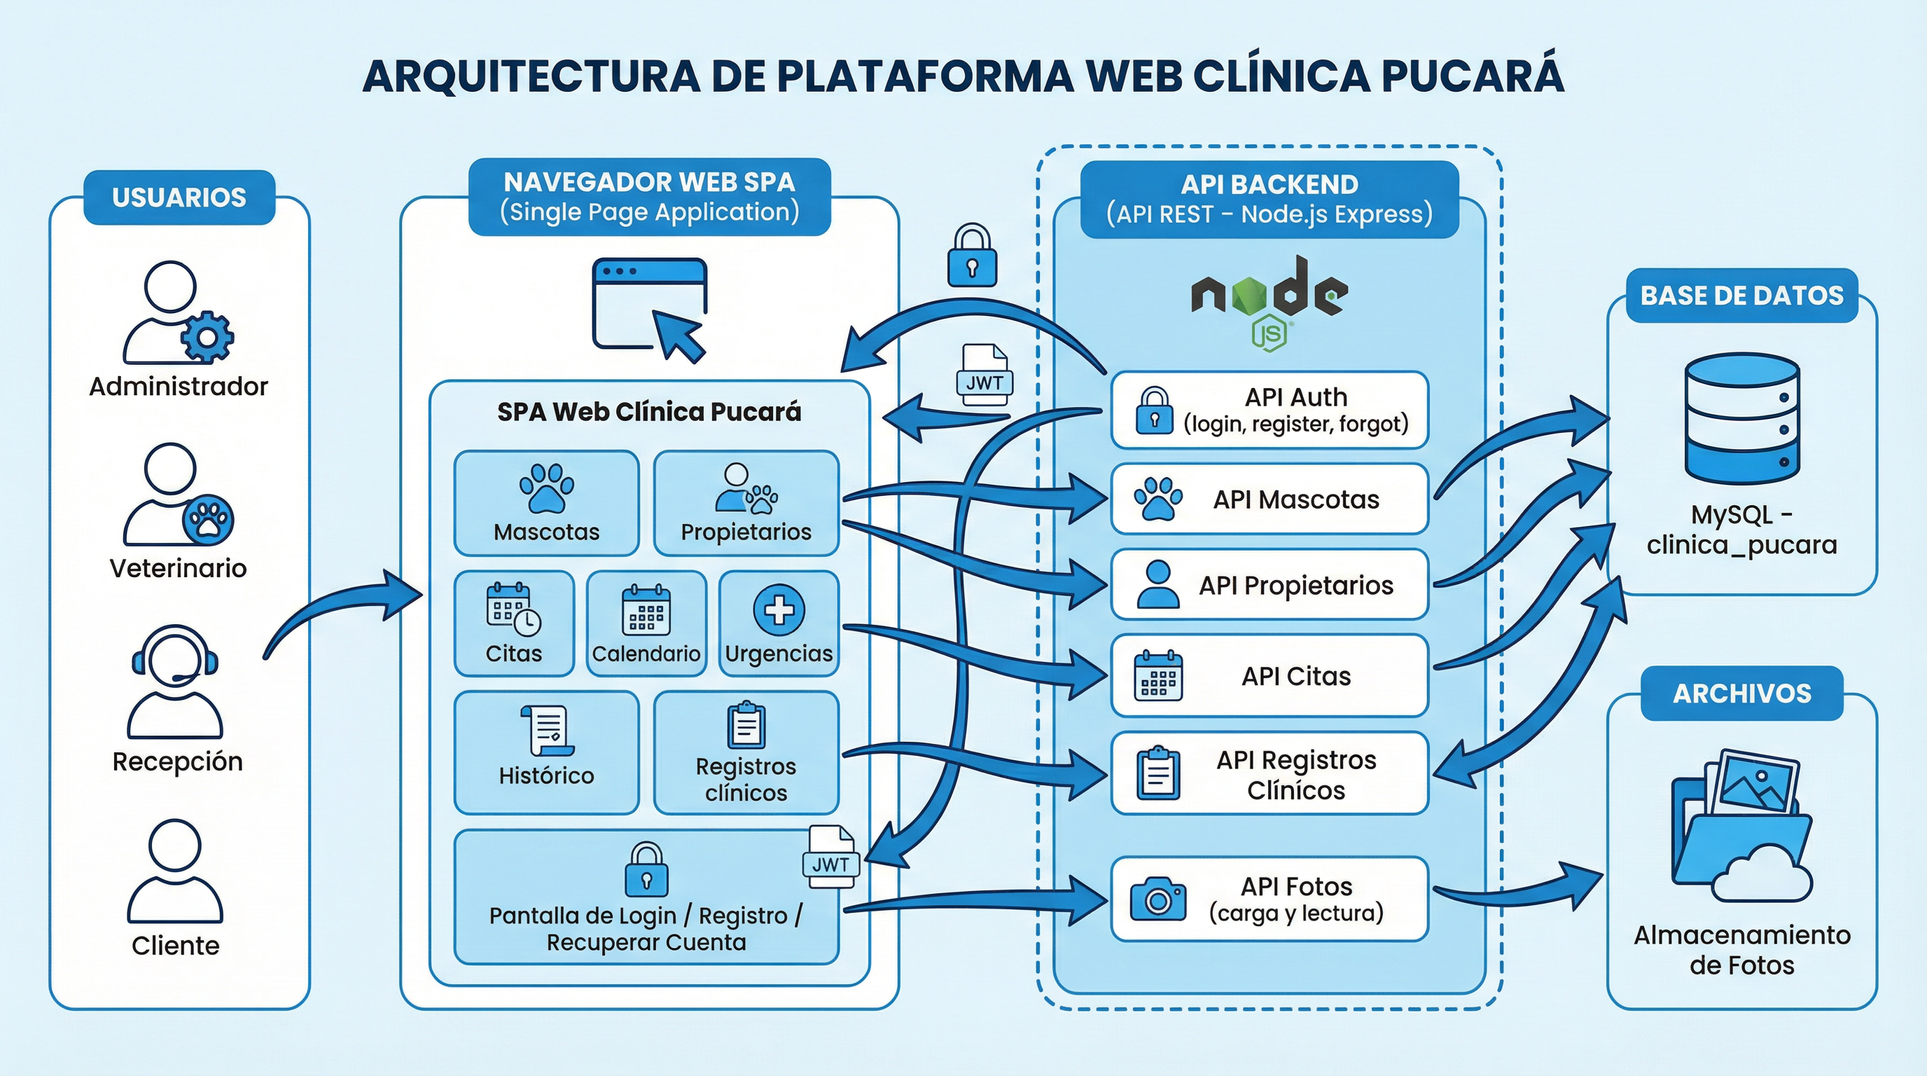 ARQUITECTURA DE PLATAFORMA WEB CLÍNICA PUCARÁ
USUARIOS
Administrador
Veterinario
Recepción
Cliente
NAVEGADOR WEB SPA
(Single Page Application)
SPA Web Clínica Pucará
Mascotas
Propietarios
Citas
Calendario
Urgencias
Histórico
Registros
clínicos
JWT
Pantalla de Login / Registro /
Recuperar Cuenta
JWT
API BACKEND
(API REST - Node.js Express)
node
JS
API Auth
(login, register, forgot)
API Mascotas
API Propietarios
API Citas
API Registros
Clínicos
API Fotos
(carga y lectura)
BASE DE DATOS
MySQL -
clinica_pucara
ARCHIVOS
Almacenamiento
de Fotos